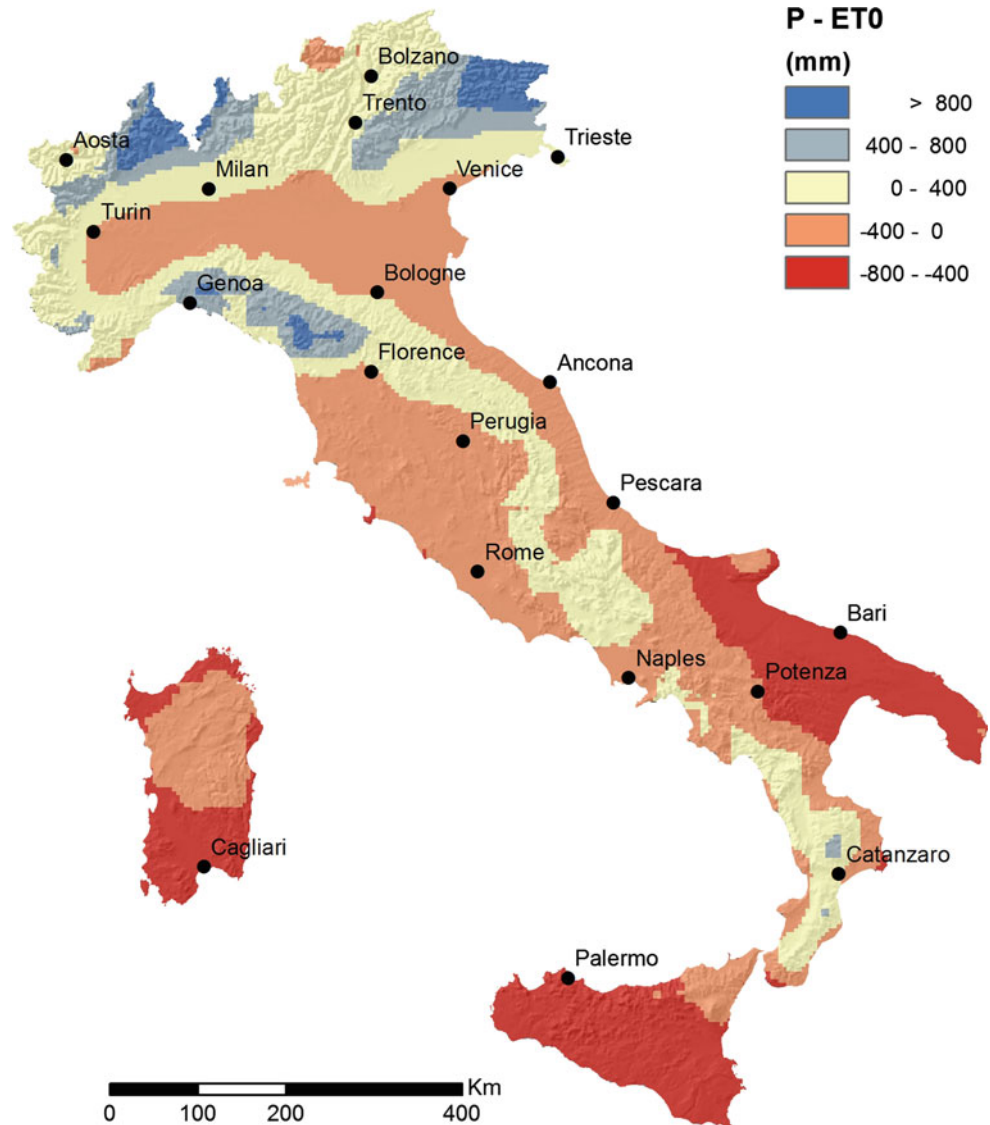 P - ET0
(mm)
> 800
400 - 800
0 - 400
-400 - 0
-800 - -400
Bolzano
Trento
Aosta
Trieste
Milan
Venice
Turin
Genoa
Bologne
Florence
Ancona
Perugia
Pescara
Rome
Bari
Naples
Potenza
Cagliari
Catanzaro
Palermo
Km
0 100 200 400